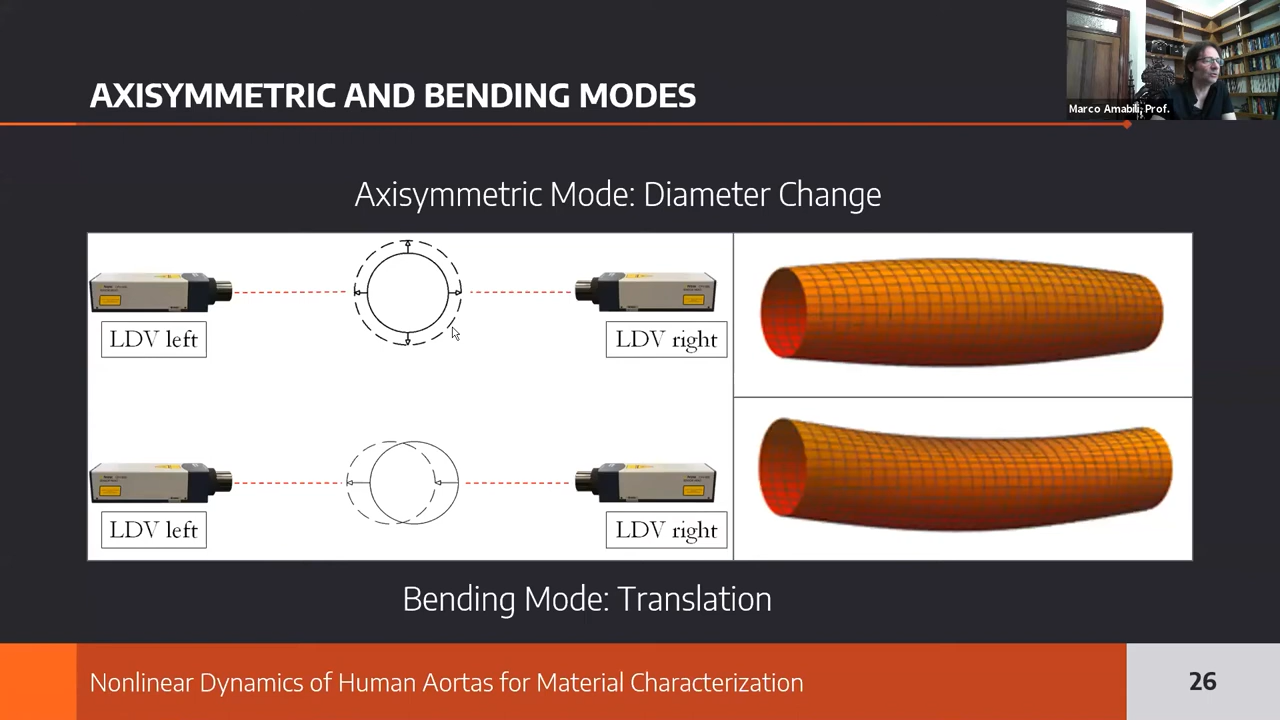 AXISYMMETRIC AND BENDING MODES
Marco Amabili, Prof.
Axisymmetric Mode: Diameter Change
LDV left
LDV right
LDV left
LDV right
Bending Mode: Translation
Nonlinear Dynamics of Human Aortas for Material Characterization
26